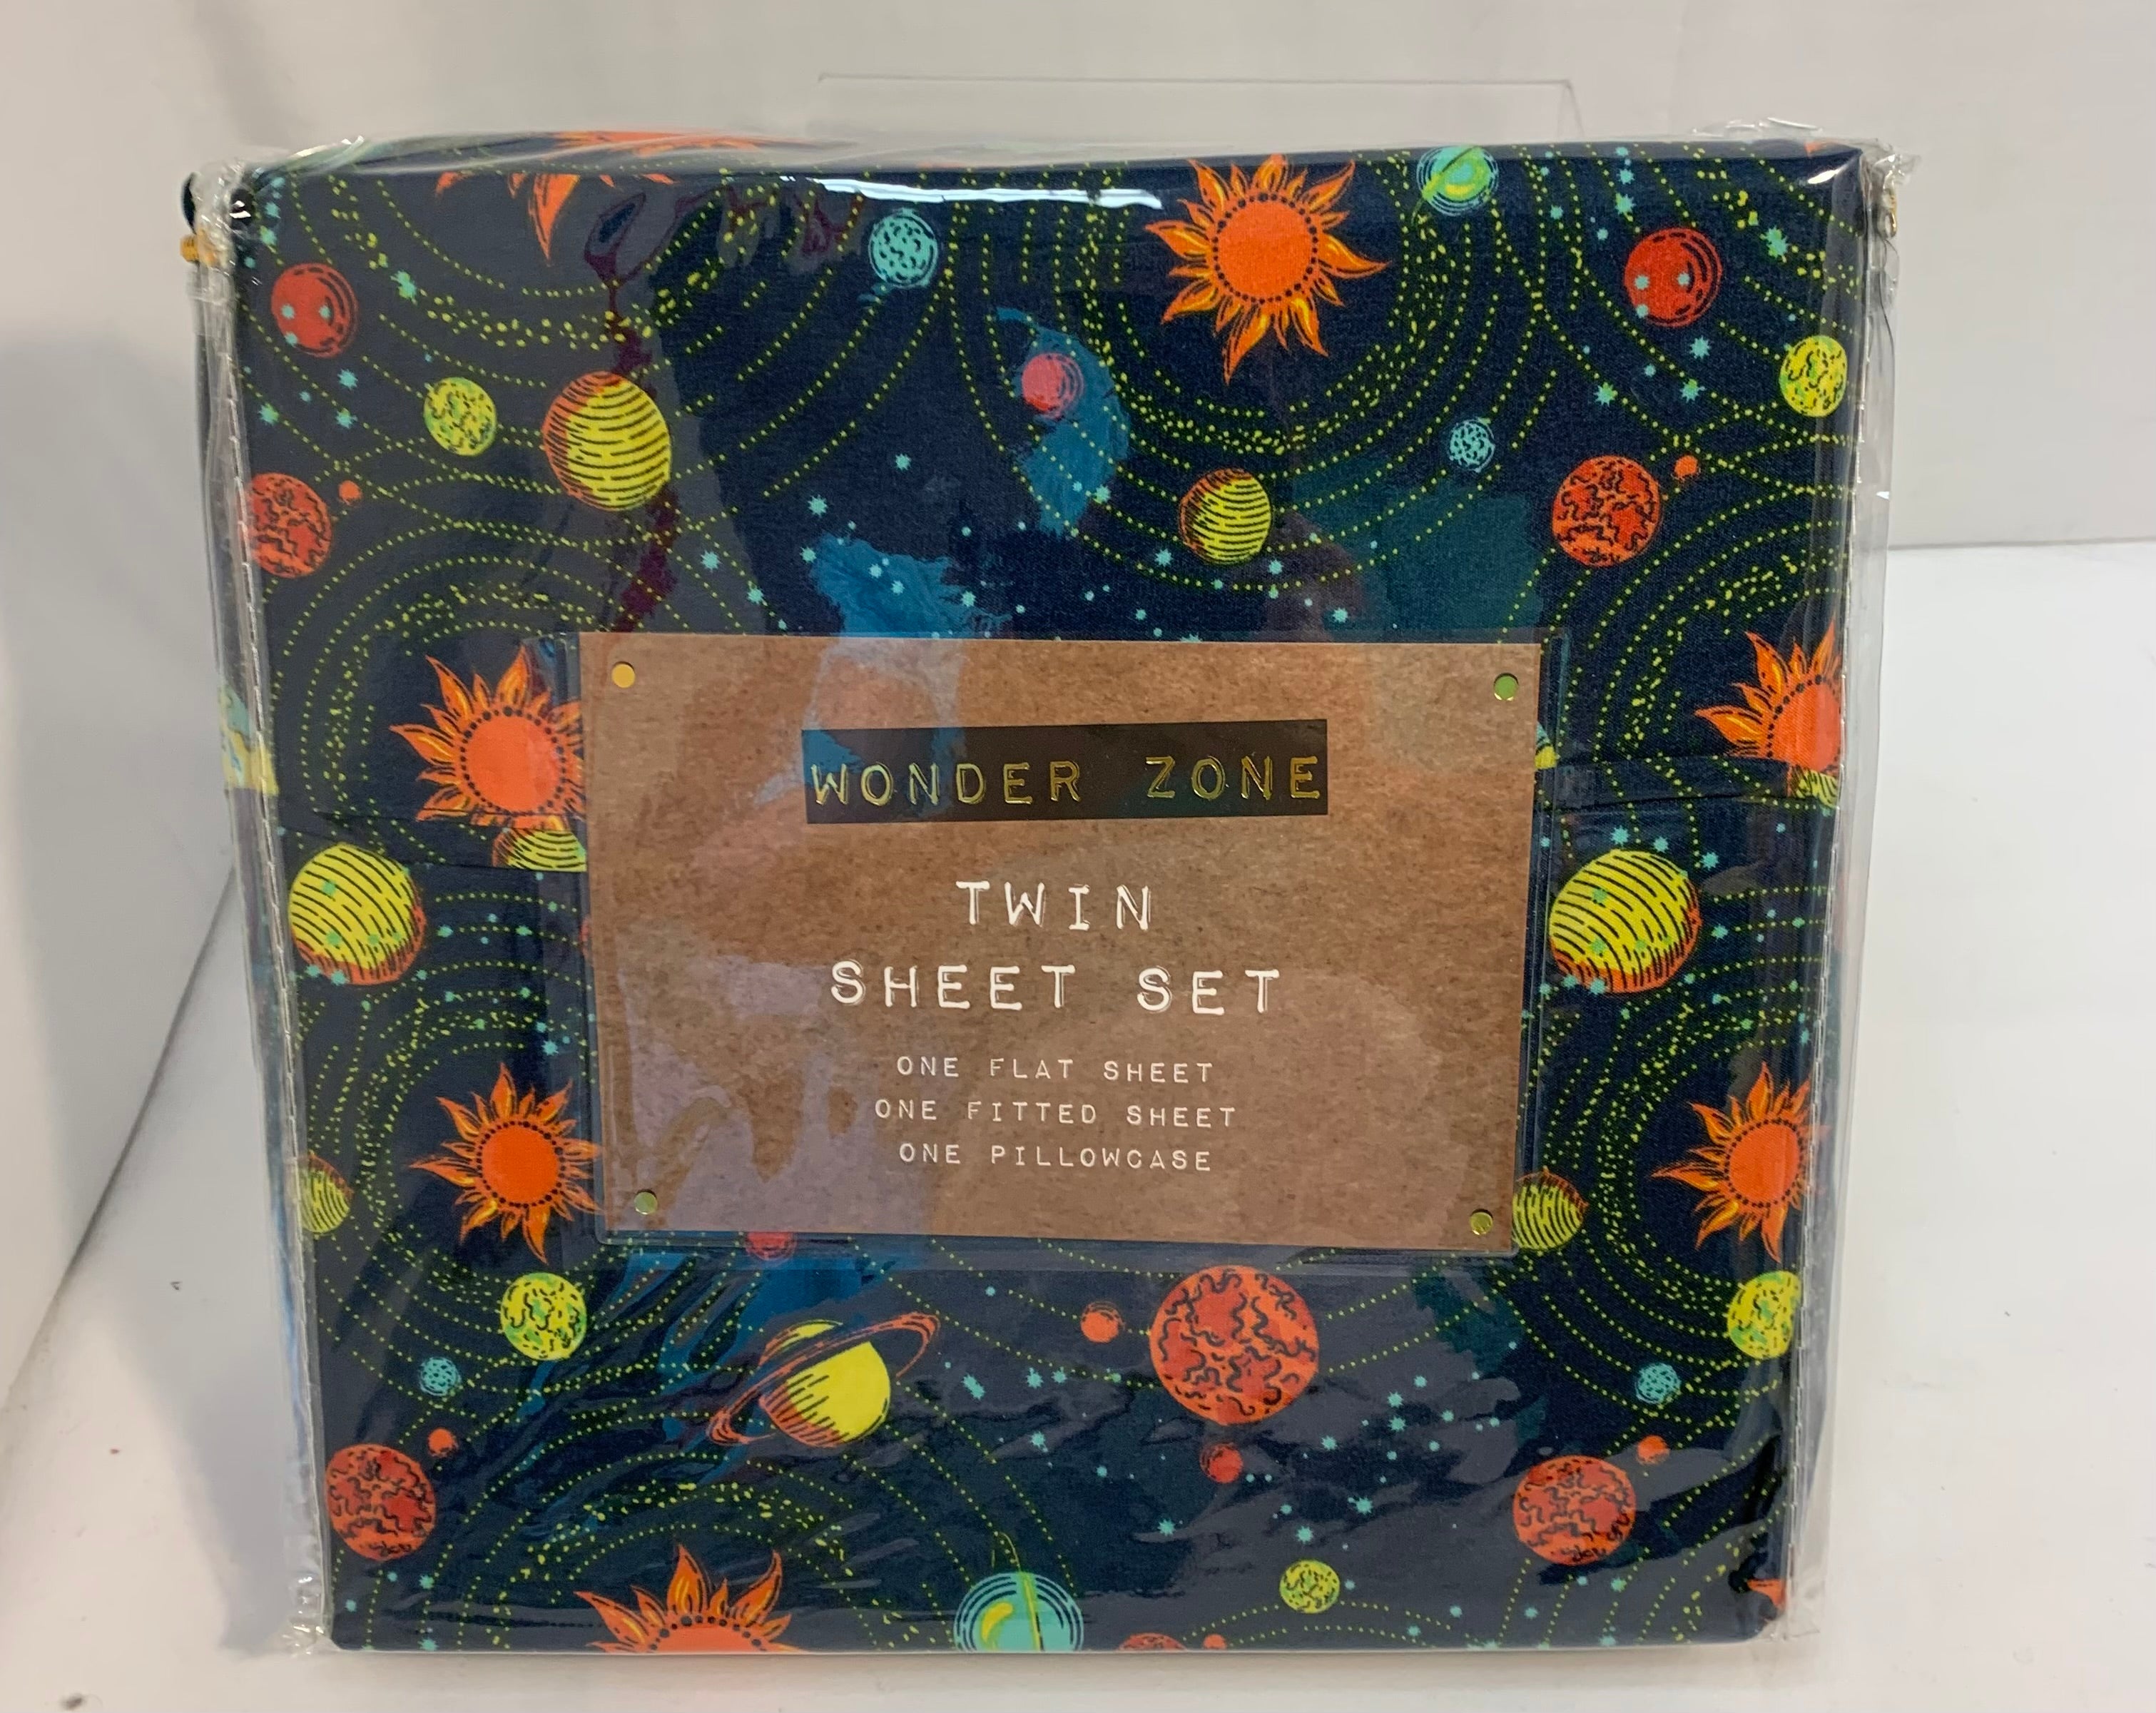 WONDER ZONE
TWIN
SHEET SET
ONE FLAT SHEET
ONE FITTED SHEET
ONE PILLOWCASE